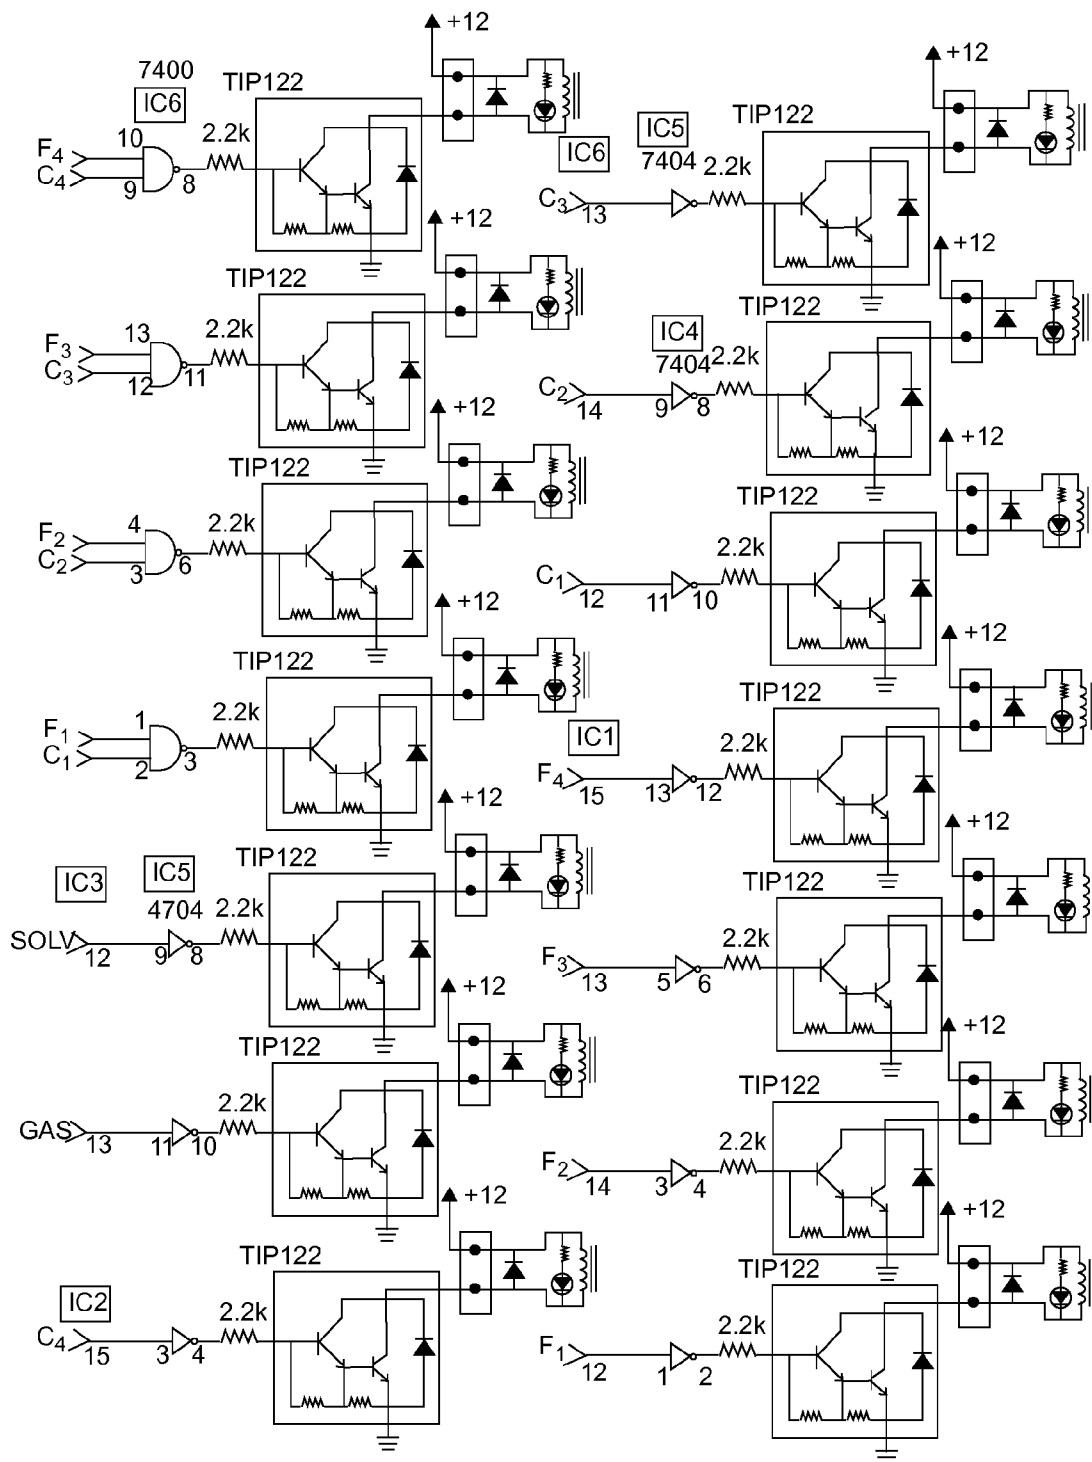 +12
7400
TIP122
IC6
10
2.2k
F4
C4
9
8
+12
TIP122
13
2.2k
F3
C3
12
11
+12
TIP122
4
2.2k
F2
C2
3
6
+12
TIP122
1
2.2k
F1
C1
2
3
+12
TIP122
IC3
IC5
4704
2.2k
SOLV
12
9
8
+12
TIP122
2.2k
GAS
13
11
10
+12
TIP122
IC2
2.2k
C4
15
3
4
+12
TIP122
IC5
IC6
7404
2.2k
C3
13
+12
TIP122
IC4
7404
2.2k
C2
14
9
8
+12
TIP122
2.2k
C1
12
11
10
+12
TIP122
IC1
2.2k
F4
15
13
12
+12
TIP122
2.2k
F3
13
5
6
+12
TIP122
2.2k
F2
14
3
4
+12
TIP122
2.2k
F1
12
1
2